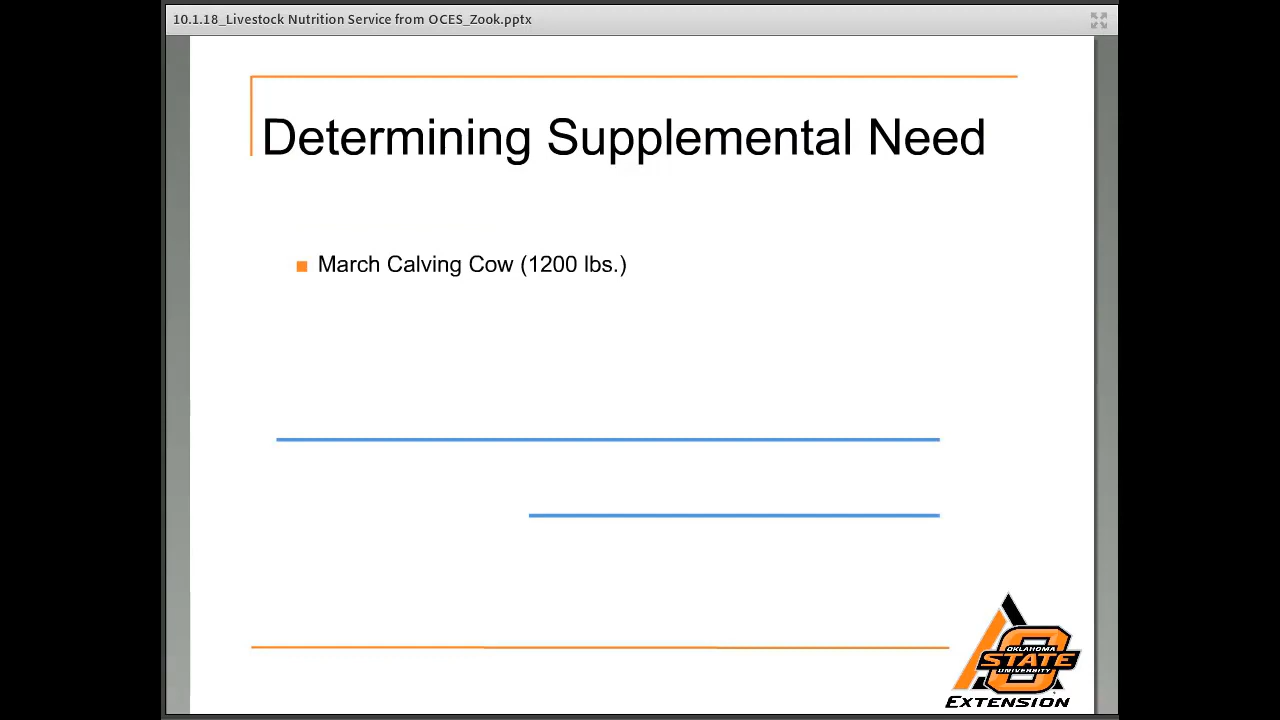 10.1.18_Livestock Nutrition Service from OCES_Zook.pptx
Determining Supplemental Need
March Calving Cow (1200 lbs.)
OKLAHOMA
STATE
UNIVERSITY
EXTENSION